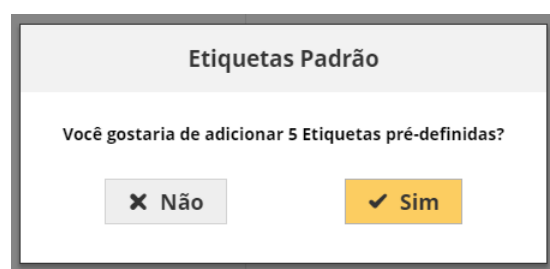 Etiquetas Padrão
Você gostaria de adicionar 5 Etiquetas pré-definidas?
Não
Sim